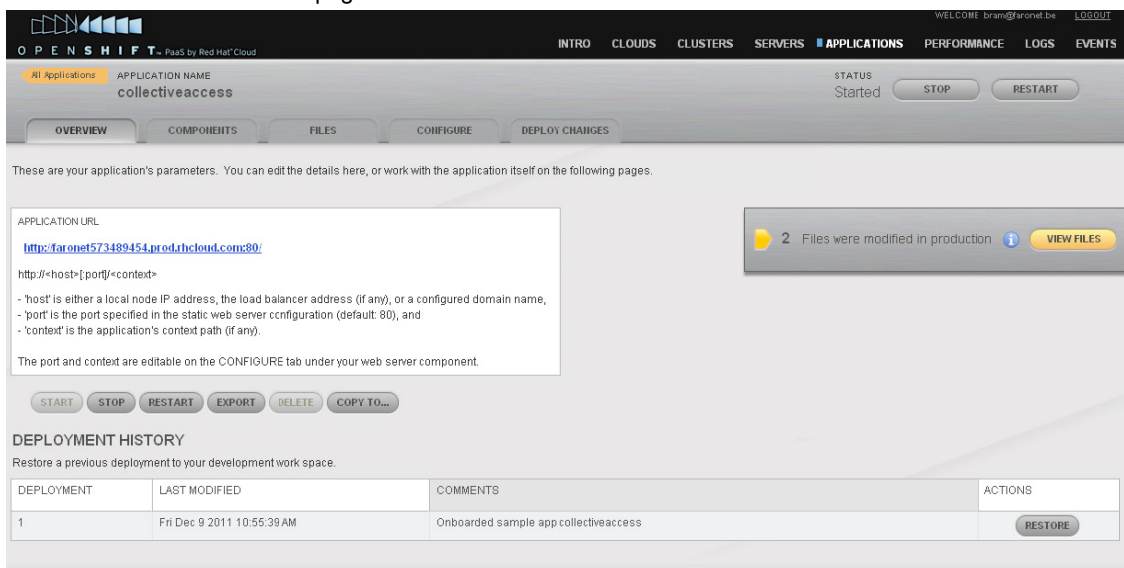 pag
WELCOME bram@faronet.be LOGOUT
OPENSHIFT™ PaaS by Red Hat® Cloud
INTRO CLOUDS CLUSTERS SERVERS APPLICATIONS PERFORMANCE LOGS EVENTS
All Applications APPLICATION NAME
collectiveaccess
STATUS
Started STOP RESTART
OVERVIEW COMPONENTS FILES CONFIGURE DEPLOY CHANGES
These are your application's parameters. You can edit the details here, or work with the application itself on the following pages.
APPLICATION URL
http://faronet573489454.prod.rhcloud.com:80/
http://<host>[:port]/<context>
- 'host' is either a local node IP address, the load balancer address (if any), or a configured domain name,
- 'port' is the port specified in the static web server configuration (default: 80), and
- 'context' is the application's context path (if any).
The port and context are editable on the CONFIGURE tab under your web server component.
2 Files were modified in production VIEW FILES
START STOP RESTART EXPORT DELETE COPY TO...
DEPLOYMENT HISTORY
Restore a previous deployment to your development work space.
DEPLOYMENT LAST MODIFIED COMMENTS ACTIONS
1 Fri Dec 9 2011 10:55:39 AM Onboarded sample app collectiveaccess RESTORE